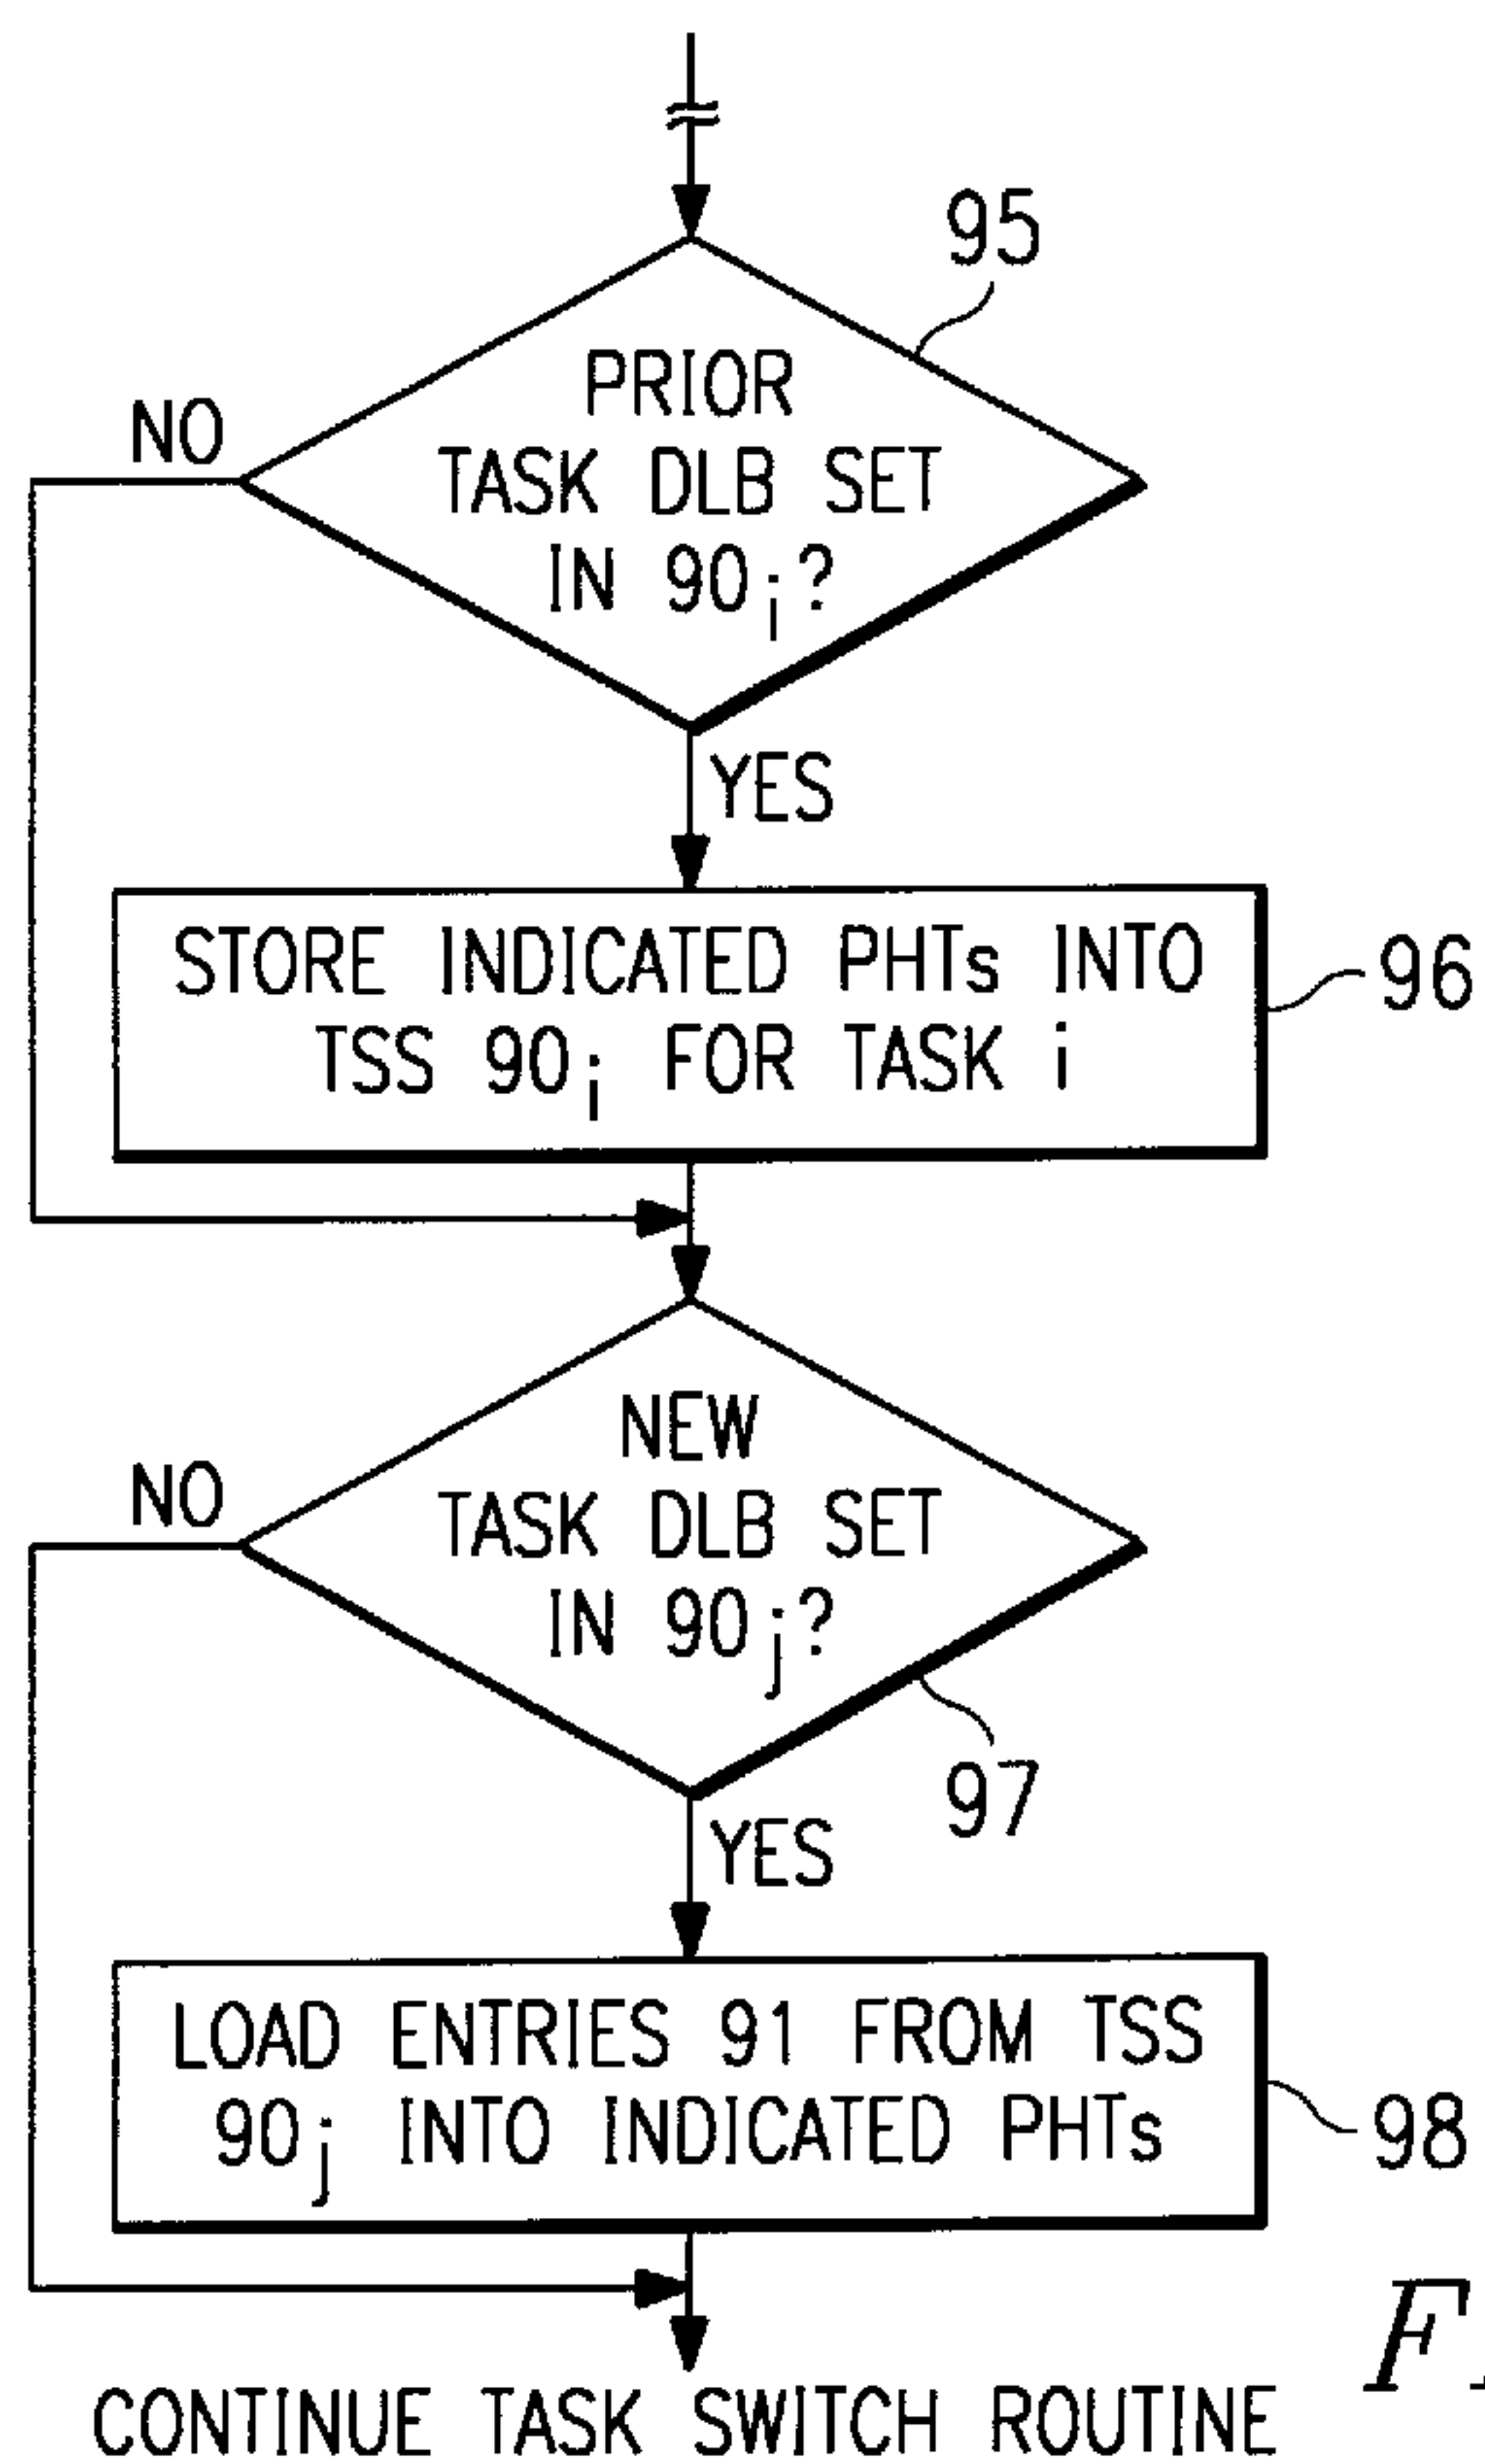 95
PRIOR
NO
TASK DLB SET
IN 90i?
YES
STORE INDICATED PHTs INTO
96
TSS 90i FOR TASK i
NEW
NO
TASK DLB SET
IN 90j?
97
YES
LOAD ENTRIES 91 FROM TSS
90j INTO INDICATED PHTs
98
CONTINUE TASK SWITCH ROUTINE